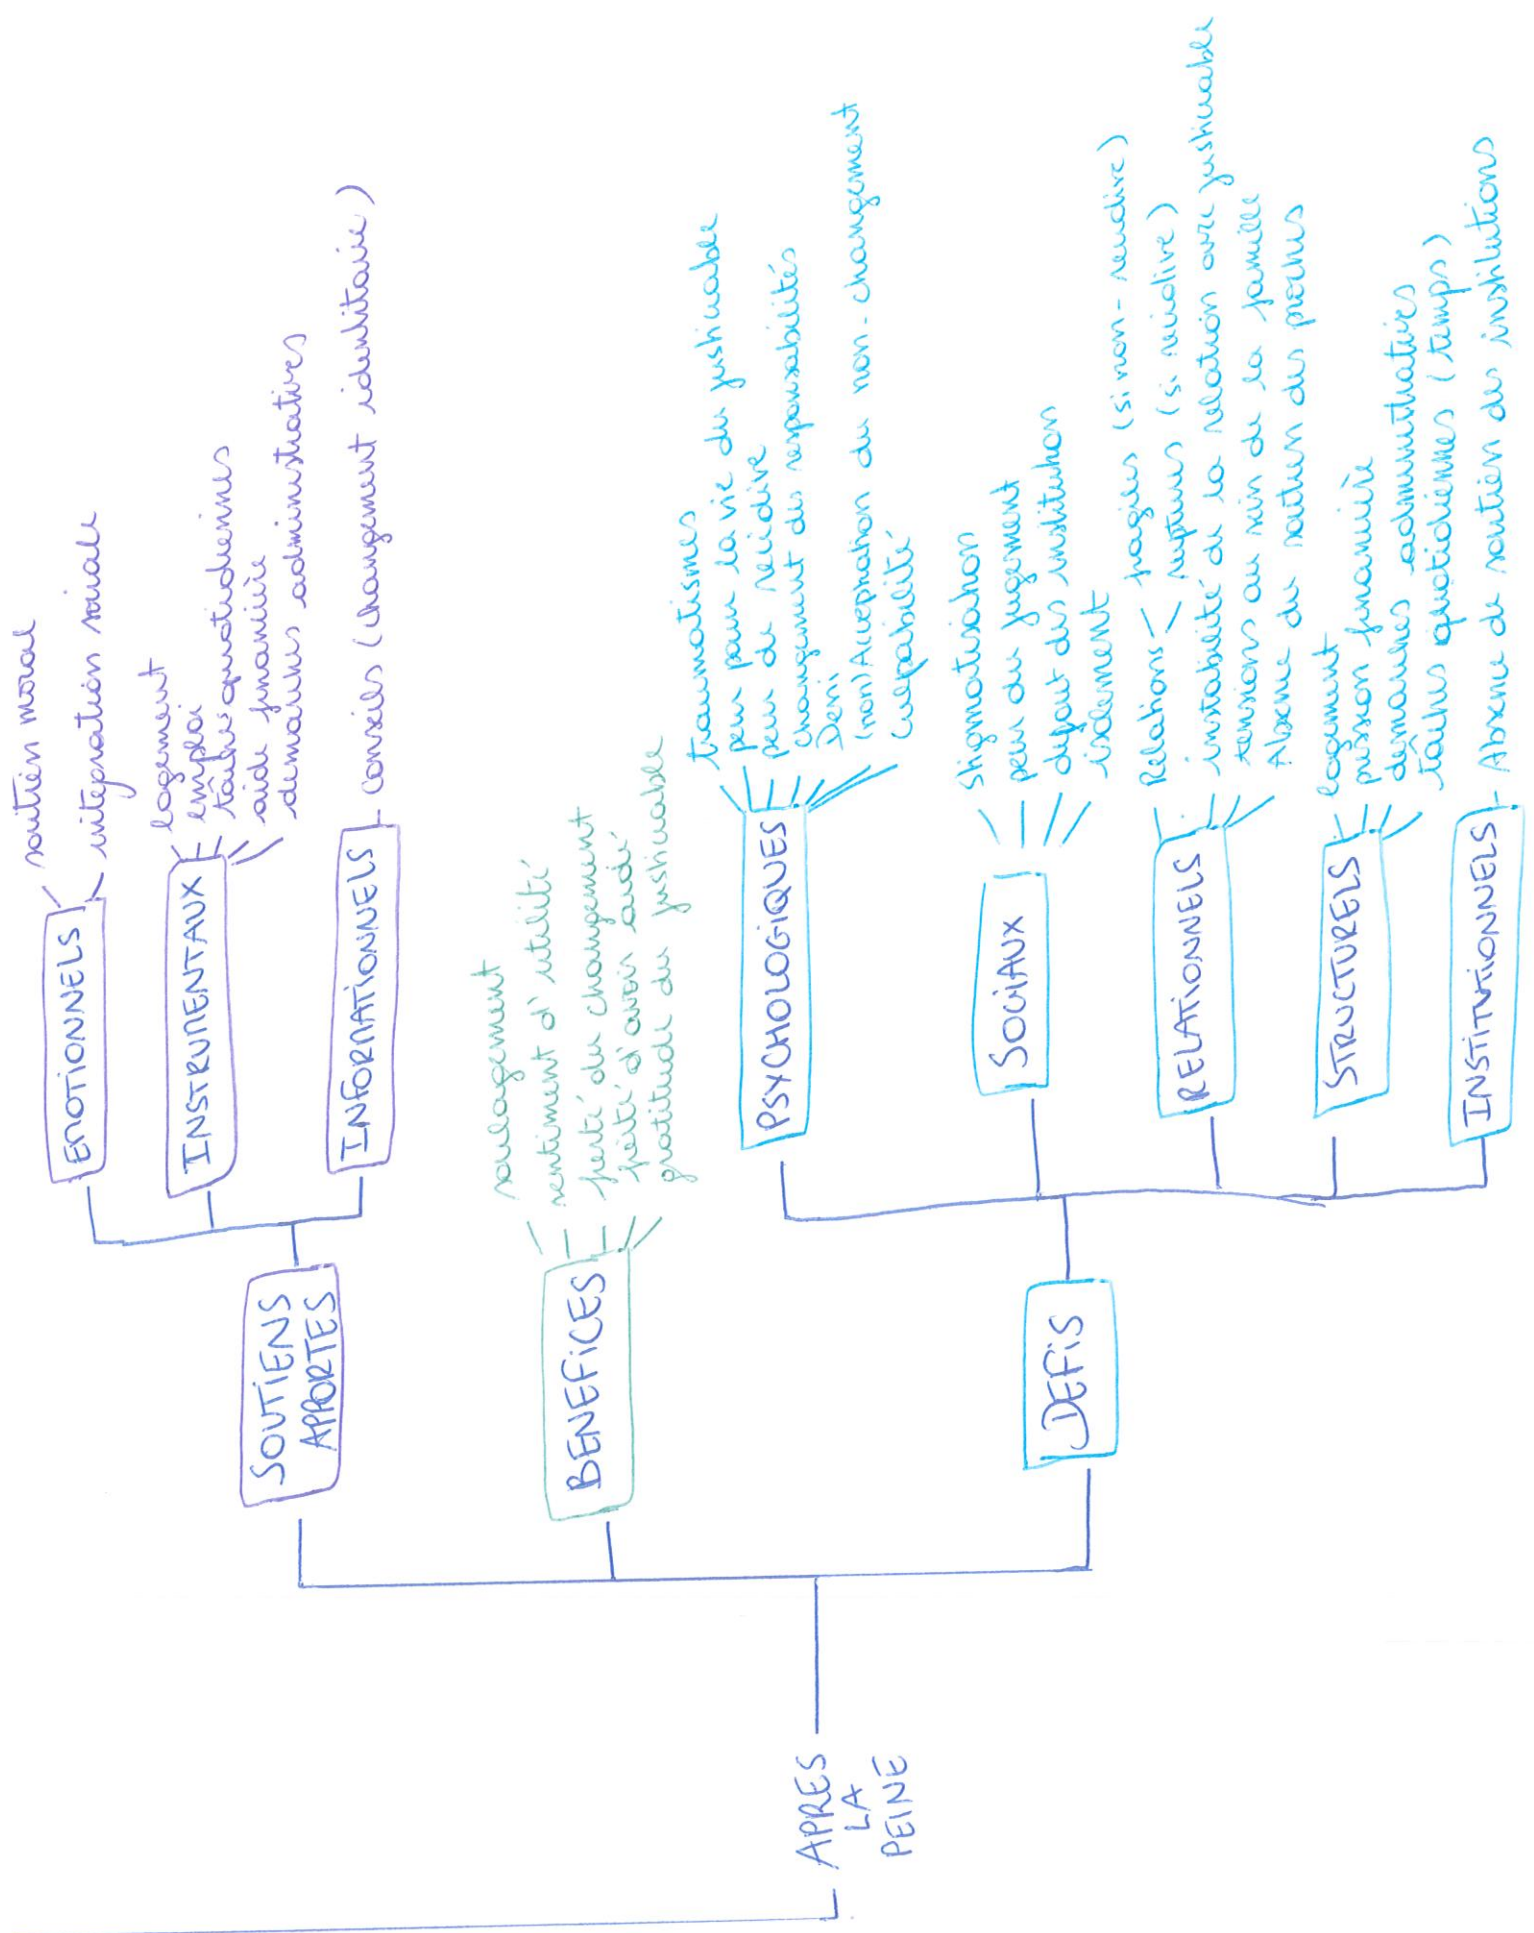 APRES
LA
PEINE
SOUTIENS
APPORTES
EMOTIONNELS
soutien moral
intégration sociale
INSTRUMENTAUX
logement
emploi
tâches quotidiennes
aide financière
démarches administratives
INFORMATIONNELS
conseils (changement identitaire)
BENEFICES
soulagement
sentiment d'utilité
fierté du changement
fierté d'avoir aidé
gratitude du justiciable
DEFIS
PSYCHOLOGIQUES
traumatismes
peur pour la vie du justiciable
peur de récidive
changement des responsabilités
Deni
(non) Acceptation du non-changement
culpabilité
SOCIAUX
stigmatisation
peur du jugement
départ des institution
isolement
RELATIONNELS
Relations < fragiles (si non-récidive)
ruptures (si récidive)
instabilité de la relation avec justiciable
tensions au sein de la famille
Absence de soutien des proches
STRUCTURELS
logement
pression financière
démarches administratives
tâches quotidiennes (temps)
INSTITUTIONNELS
Absence de soutien des institutions